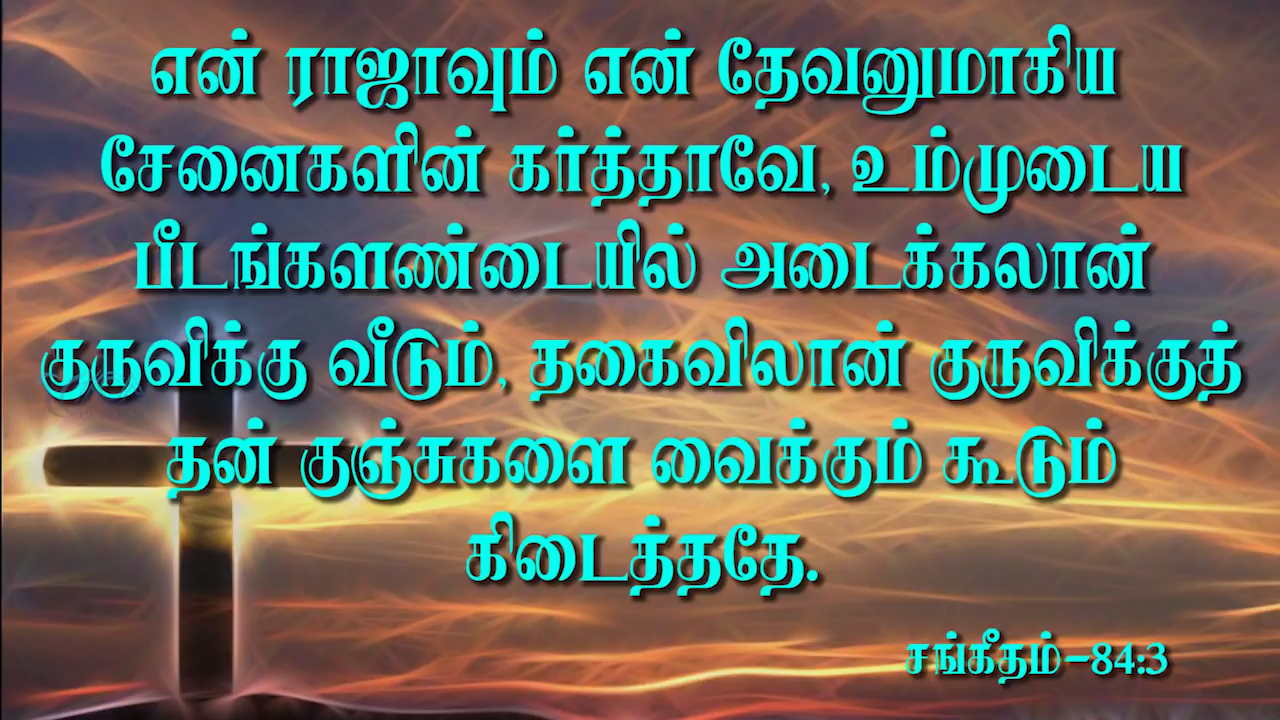 என் ராஜாவும் என் தேவனுமாகிய
சேனைகளின் கர்த்தாவே, உம்முடைய
பீடங்களண்டையில் அடைக்கலான்
குருவிக்கு வீடும், தகைவிலான் குருவிக்குத்
தன் குஞ்சுகளை வைக்கும் கூடும்
கிடைத்ததே.
சங்கீதம்-84:3